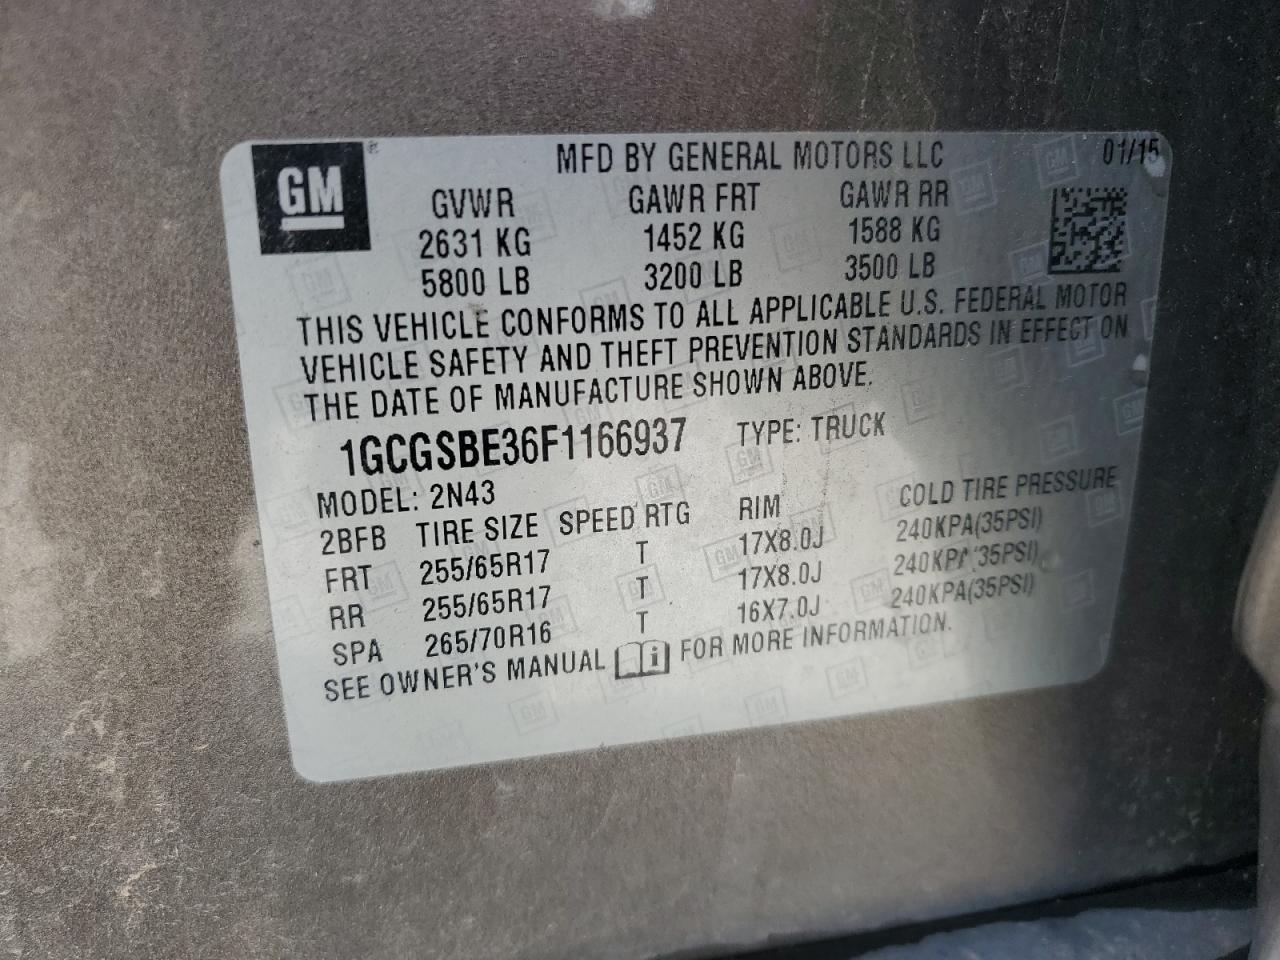 GM®
MFD BY GENERAL MOTORS LLC 01/15
GVWR GAWR FRT GAWR RR
2631 KG 1452 KG 1588 KG
5800 LB 3200 LB 3500 LB
THIS VEHICLE CONFORMS TO ALL APPLICABLE U.S. FEDERAL MOTOR
VEHICLE SAFETY AND THEFT PREVENTION STANDARDS IN EFFECT ON
THE DATE OF MANUFACTURE SHOWN ABOVE.
1GCGSBE36F1166937 TYPE: TRUCK
MODEL: 2N43
2BFB TIRE SIZE SPEED RTG RIM COLD TIRE PRESSURE
FRT 255/65R17 T 17X8.0J 240KPA(35PSI)
RR 255/65R17 T 17X8.0J 240KPA(35PSI)
SPA 265/70R16 T 16X7.0J 240KPA(35PSI)
SEE OWNER'S MANUAL i FOR MORE INFORMATION.